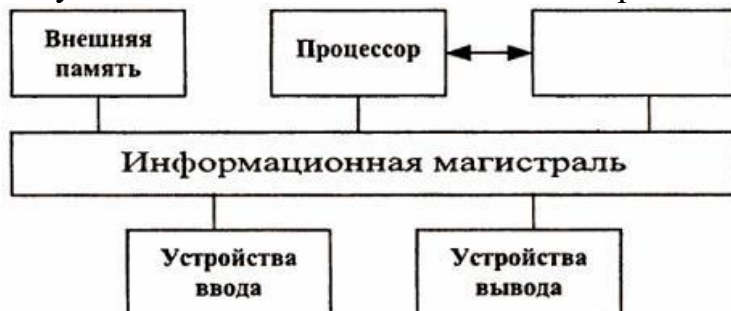 Внешняя
память
Процессор
Информационная магистраль
Устройства
ввода
Устройства
вывода